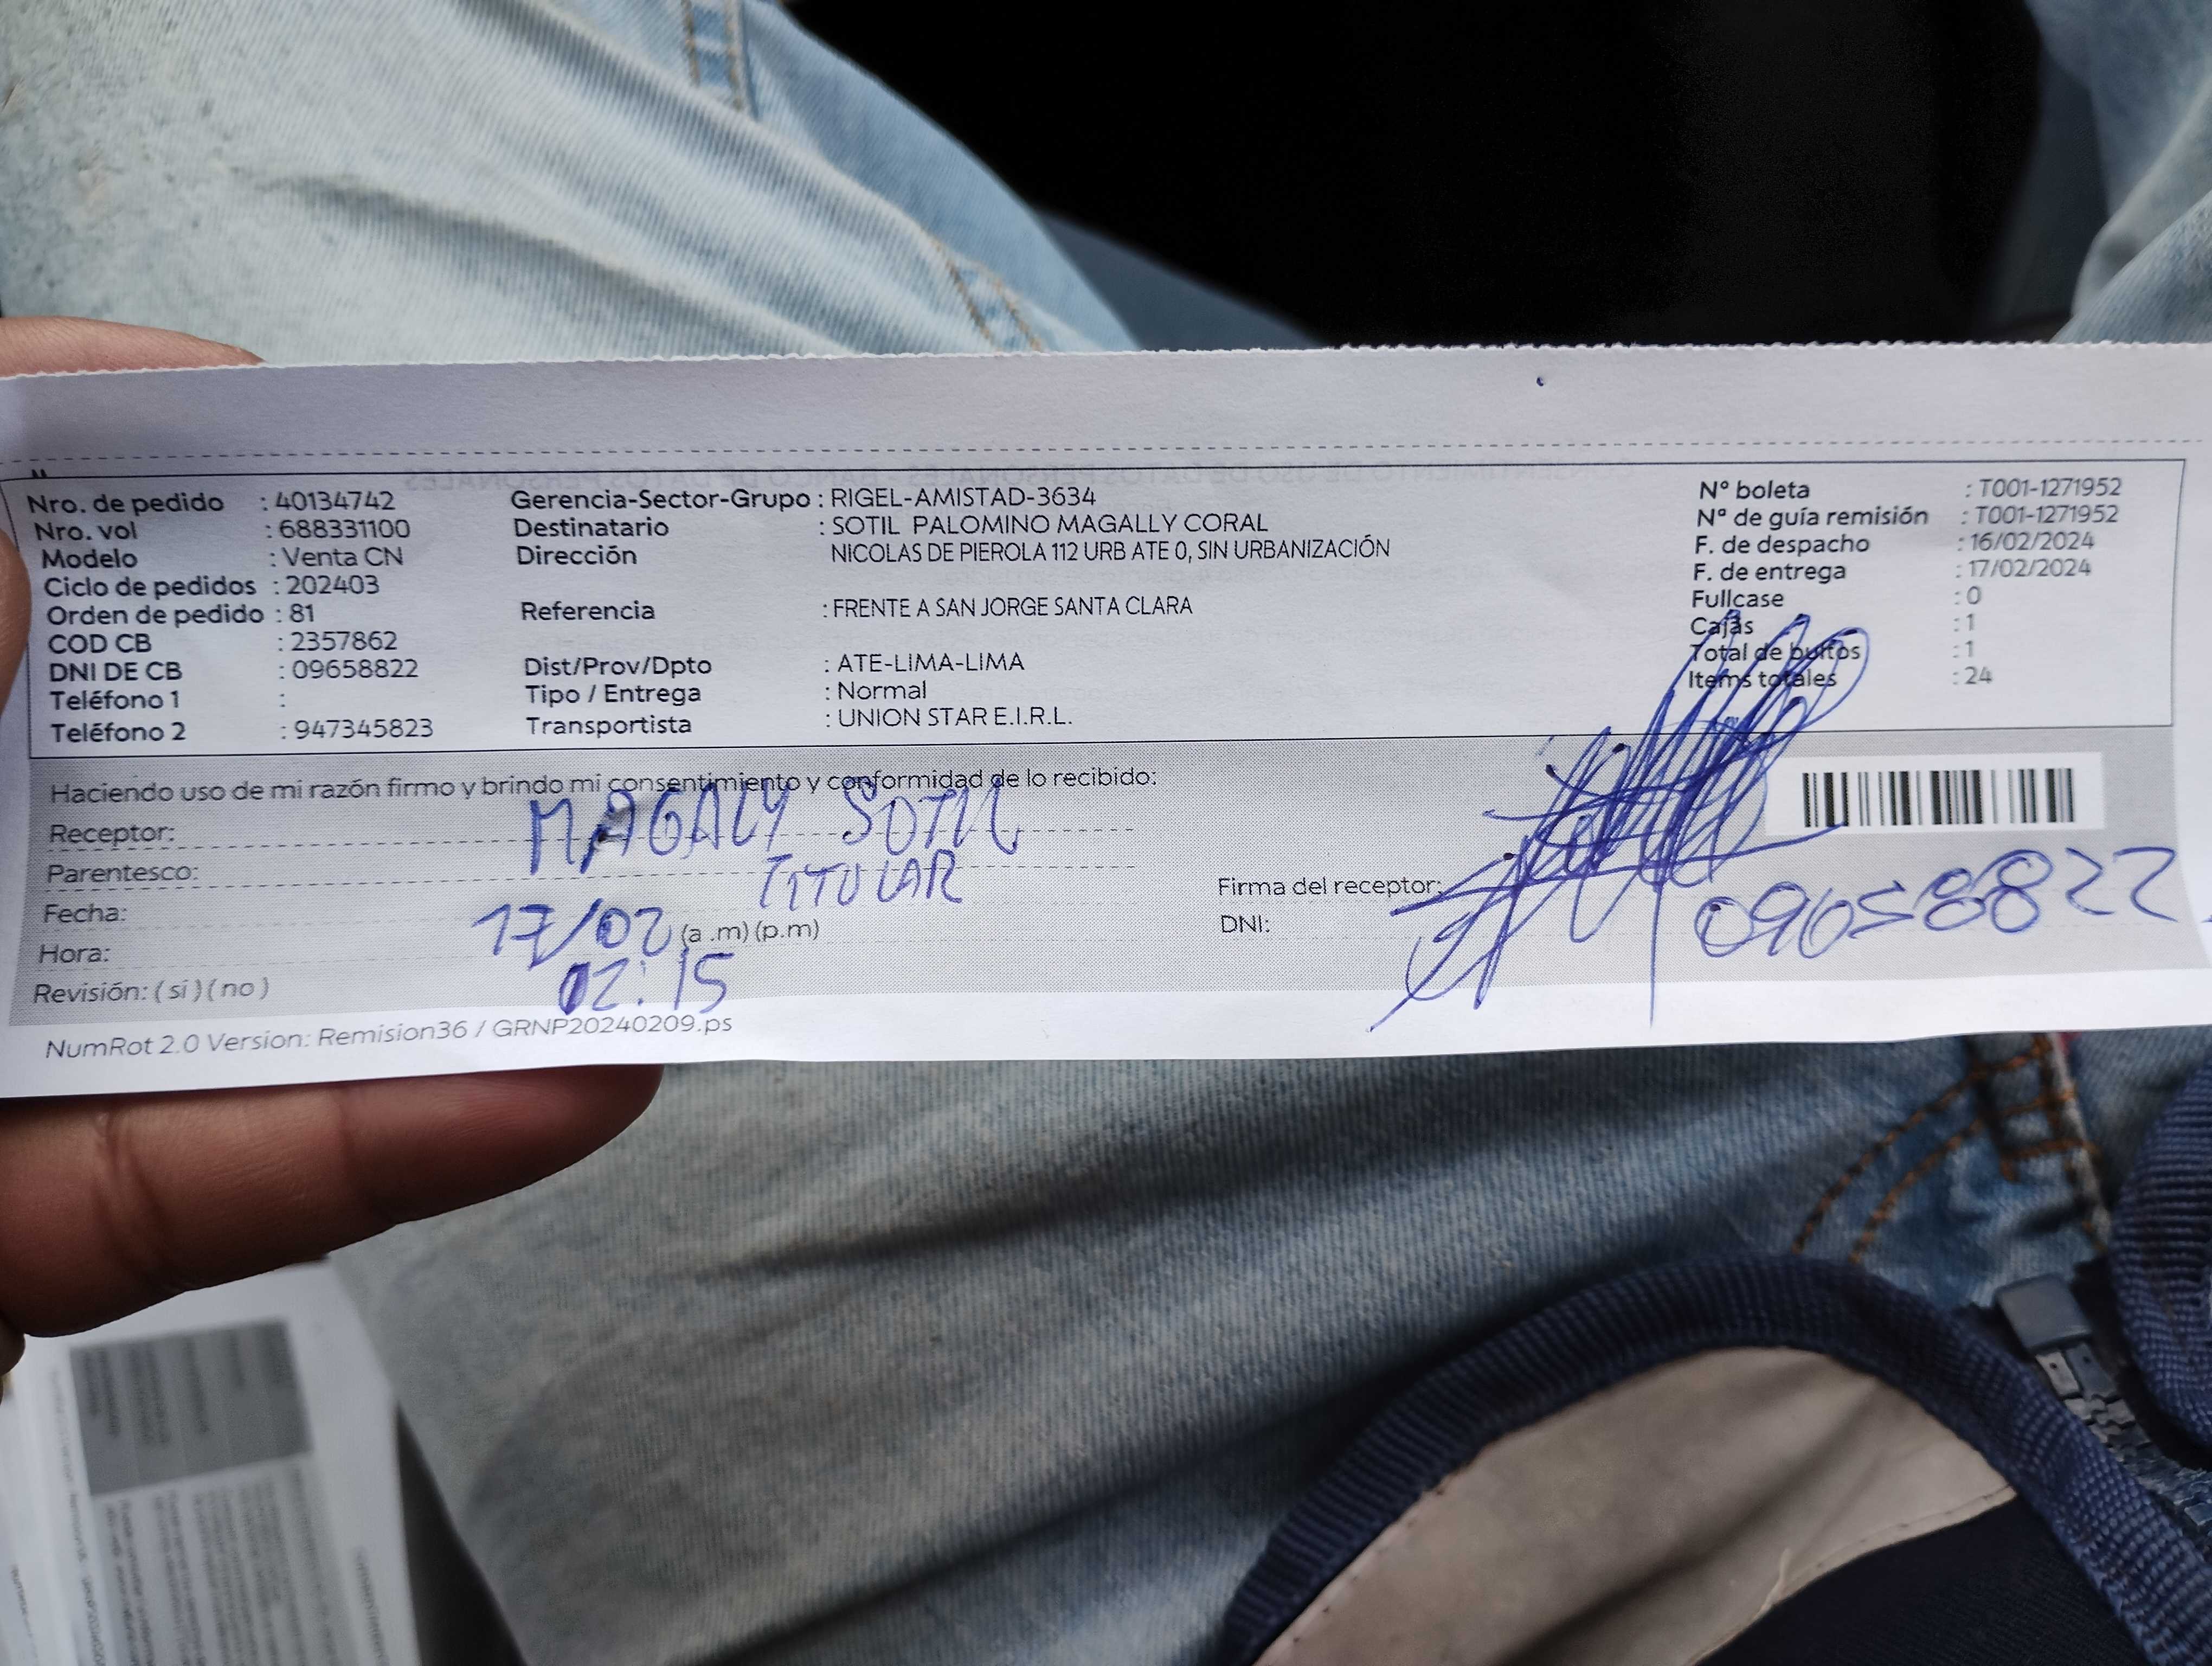 Nro. de pedido : 40134742 Gerencia-Sector-Grupo : RIGEL-AMISTAD-3634 N° boleta : T001-1271952
Nro. vol : 688331100 Destinatario : SOTIL PALOMINO MAGALLY CORAL N° de guía remisión : T001-1271952
Modelo : Venta CN Dirección NICOLAS DE PIEROLA 112 URB ATE 0, SIN URBANIZACIÓN F. de despacho : 16/02/2024
Ciclo de pedidos : 202403 F. de entrega : 17/02/2024
Orden de pedido : 81 Referencia : FRENTE A SAN JORGE SANTA CLARA Fullcase : 0
COD CB : 2357862 Cajas : 1
DNI DE CB : 09658822 Dist/Prov/Dpto : ATE-LIMA-LIMA Total de bultos : 1
Teléfono 1 : Tipo / Entrega : Normal Items totales : 24
Teléfono 2 : 947345823 Transportista : UNION STAR E.I.R.L.
Haciendo uso de mi razón firmo y brindo mi consentimiento y conformidad de lo recibido:
Receptor: MAGALY SOTIL
Parentesco: TITULAR Firma del receptor:
Fecha: 17/02 (a .m) (p.m) DNI: 09658822
Hora: 02:15
Revisión: ( sí ) ( no )
NumRot 2.0 Version: Remision36 / GRNP20240209.ps